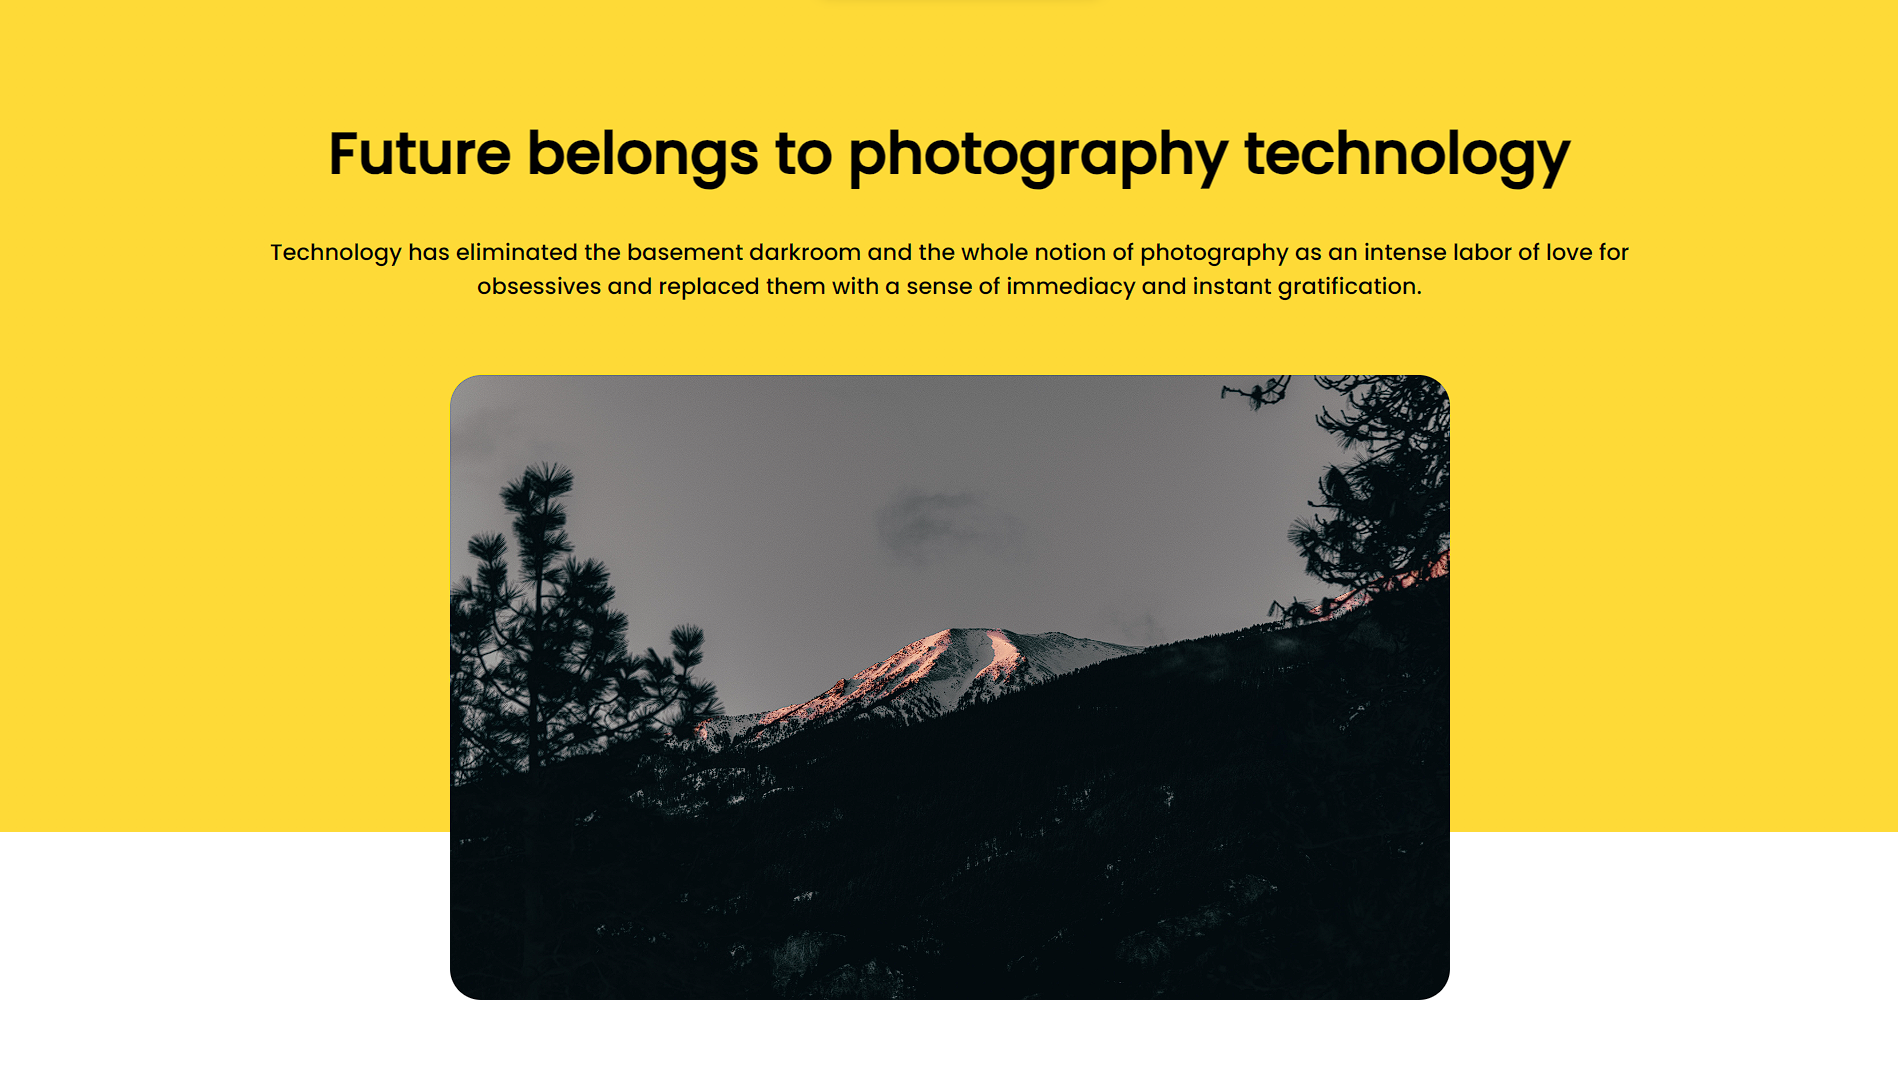 Future belongs to photography technology
Technology has eliminated the basement darkroom and the whole notion of photography as an intense labor of love for
obsessives and replaced them with a sense of immediacy and instant gratification.